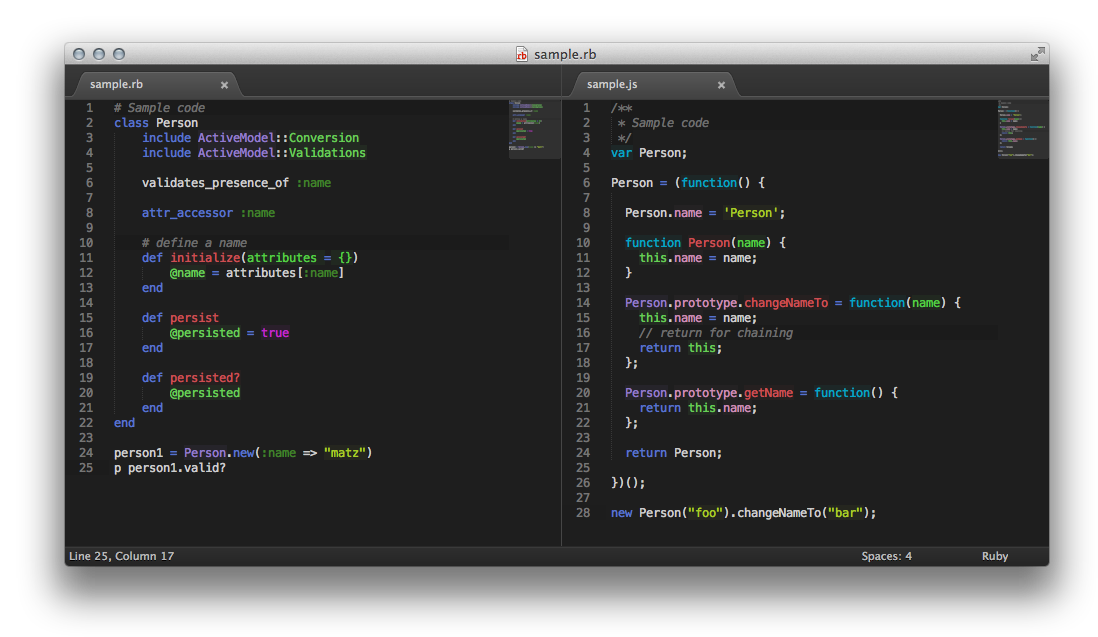 sample.rb
sample.rb ×
1 # Sample code
2 class Person
3     include ActiveModel::Conversion
4     include ActiveModel::Validations
5
6     validates_presence_of :name
7
8     attr_accessor :name
9
10     # define a name
11     def initialize(attributes = {})
12         @name = attributes[:name]
13     end
14
15     def persist
16         @persisted = true
17     end
18
19     def persisted?
20         @persisted
21     end
22 end
23
24 person1 = Person.new(:name => "matz")
25 p person1.valid?
sample.js ×
1 /**
2  * Sample code
3  */
4 var Person;
5
6 Person = (function() {
7
8   Person.name = 'Person';
9
10   function Person(name) {
11     this.name = name;
12   }
13
14   Person.prototype.changeNameTo = function(name) {
15     this.name = name;
16     // return for chaining
17     return this;
18   };
19
20   Person.prototype.getName = function() {
21     return this.name;
22   };
23
24   return Person;
25
26 })();
27
28 new Person("foo").changeNameTo("bar");
Line 25, Column 17
Spaces: 4
Ruby